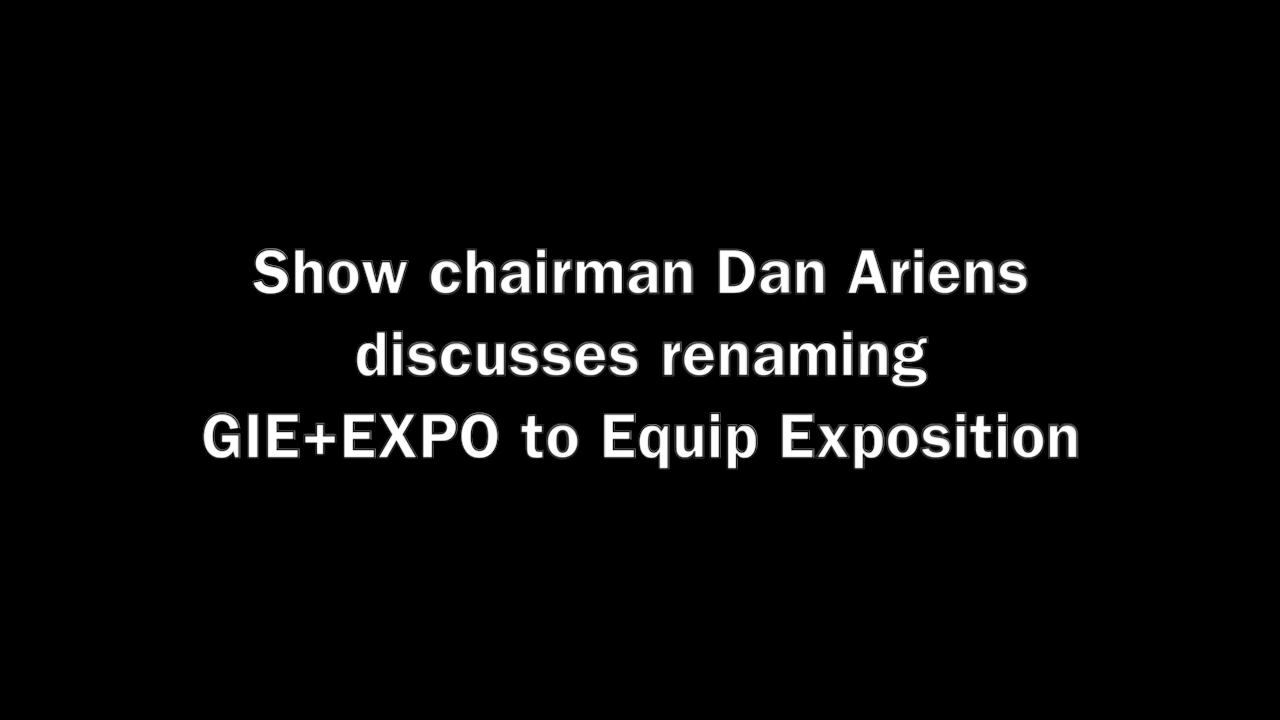 Show chairman Dan Ariens
discusses renaming
GIE+EXPO to Equip Exposition